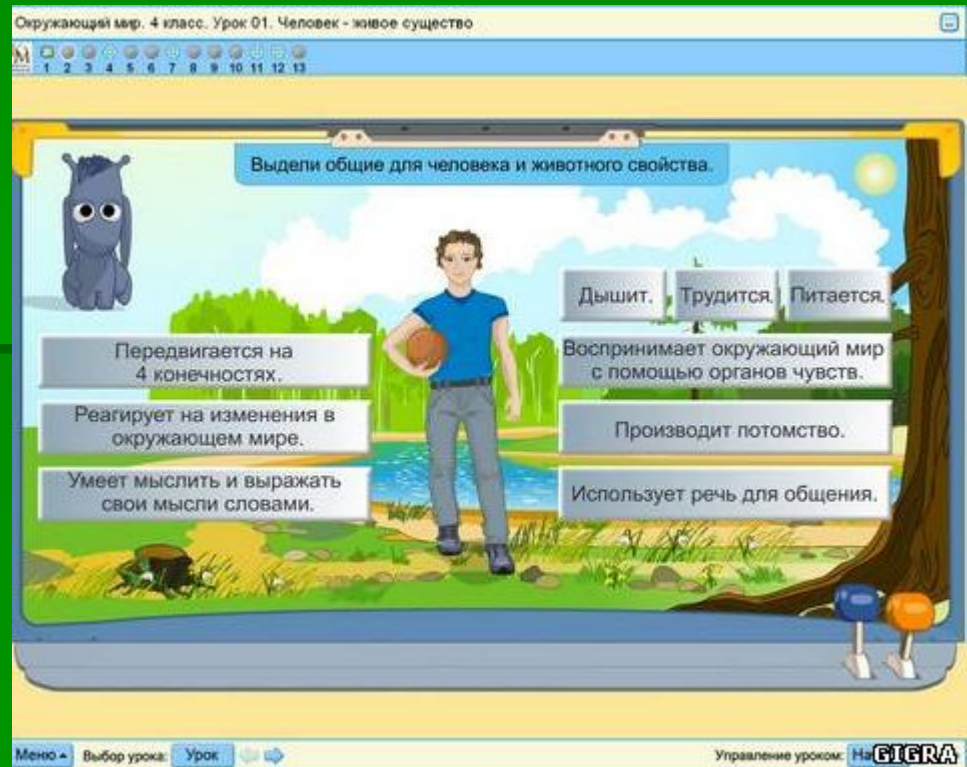 Окружающий мир. 4 класс. Урок 01. Человек - живое существо
М
1 2 3 4 5 6 7 8 9 10 11 12 13
Выдели общие для человека и животного свойства.
Дышит. Трудится. Питается.
Передвигается на
4 конечностях.
Воспринимает окружающий мир
с помощью органов чувств.
Реагирует на изменения в
окружающем мире.
Производит потомство.
Умеет мыслить и выражать
свои мысли словами.
Использует речь для общения.
Меню Выбор урока: Урок Управление уроком:
GIGRA